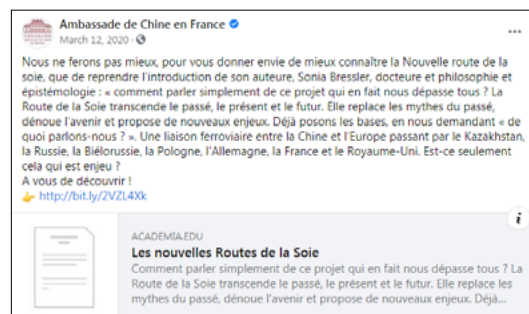 Ambassade de Chine en France
March 12, 2020 ·
Nous ne ferons pas mieux, pour vous donner envie de mieux connaître la Nouvelle route de la
soie, que de reprendre l'introduction de son auteure, Sonia Bressler, docteure et philosophie et
épistémologie : « comment parler simplement de ce projet qui en fait nous dépasse tous ? La
Route de la Soie transcende le passé, le présent et le futur. Elle replace les mythes du passé,
dénoue l'avenir et propose de nouveaux enjeux. Déjà posons les bases, en nous demandant « de
quoi parlons-nous ? ». Une liaison ferroviaire entre la Chine et l'Europe passant par le Kazakhstan,
la Russie, la Biélorussie, la Pologne, l'Allemagne, la France et le Royaume-Uni. Est-ce seulement
cela qui est enjeu ?
A vous de découvrir !
👉 http://bit.ly/2VZL4Xk
ACADEMIA.EDU
Les nouvelles Routes de la Soie
Comment parler simplement de ce projet qui en fait nous dépasse tous ? La
Route de la Soie transcende le passé, le présent et le futur. Elle replace les
mythes du passé, dénoue l'avenir et propose de nouveaux enjeux. Déjà...